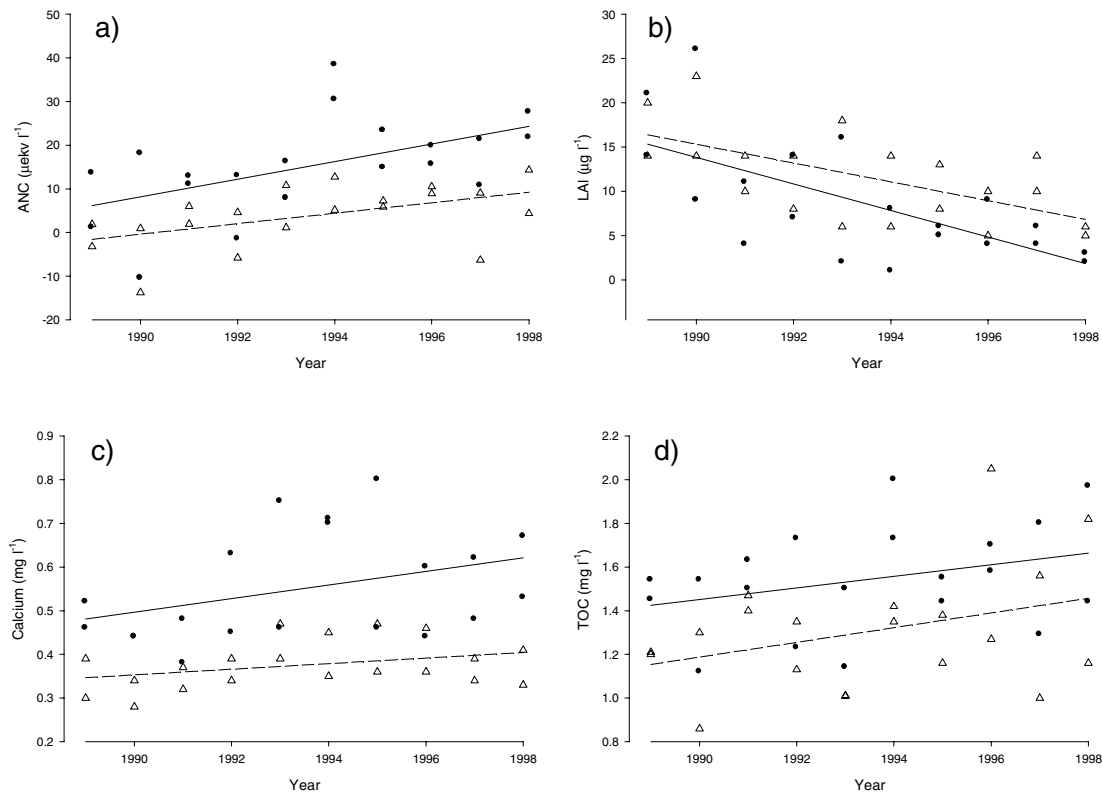 a)
50
40
30
20
10
0
-10
-20
ANC (µekv l-1)
1990 1992 1994 1996 1998
Year
b)
30
25
20
15
10
5
0
LAI (µg l-1)
1990 1992 1994 1996 1998
Year
c)
0.9
0.8
0.7
0.6
0.5
0.4
0.3
0.2
Calcium (mg l-1)
1990 1992 1994 1996 1998
Year
d)
2.2
2.0
1.8
1.6
1.4
1.2
1.0
0.8
TOC (mg l-1)
1990 1992 1994 1996 1998
Year